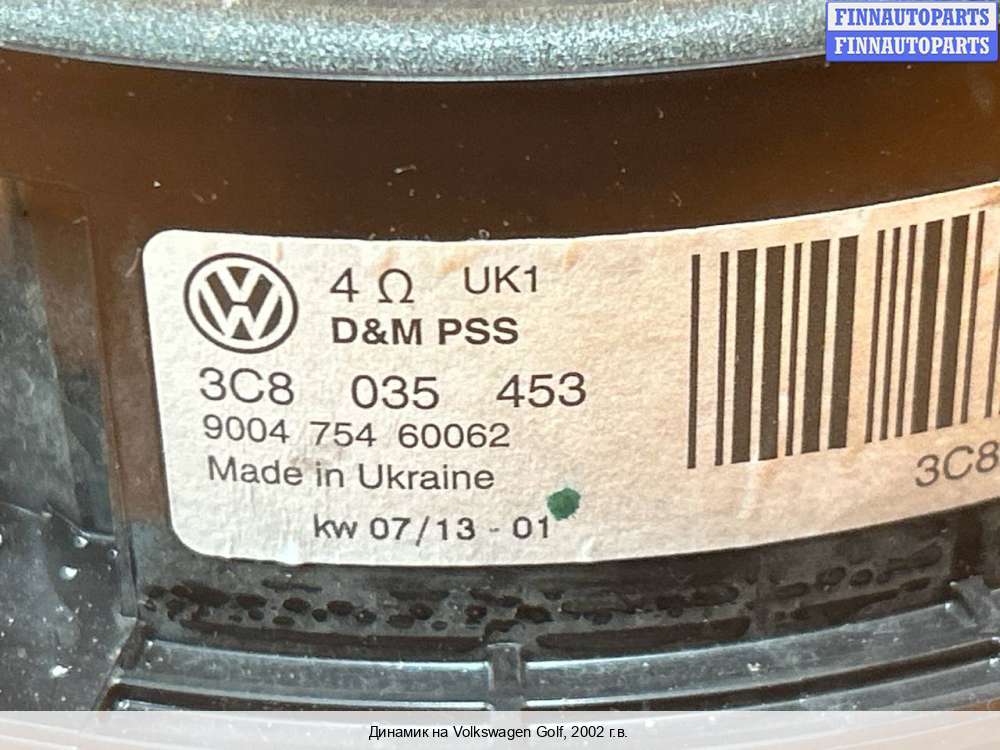 FINNAUTOPARTS
FINNAUTOPARTS
4 Ω UK1
D&M PSS
3C8 035 453
9004 754 60062
Made in Ukraine
3C8
kw 07/13 - 01
Динамик на Volkswagen Golf, 2002 г.в.